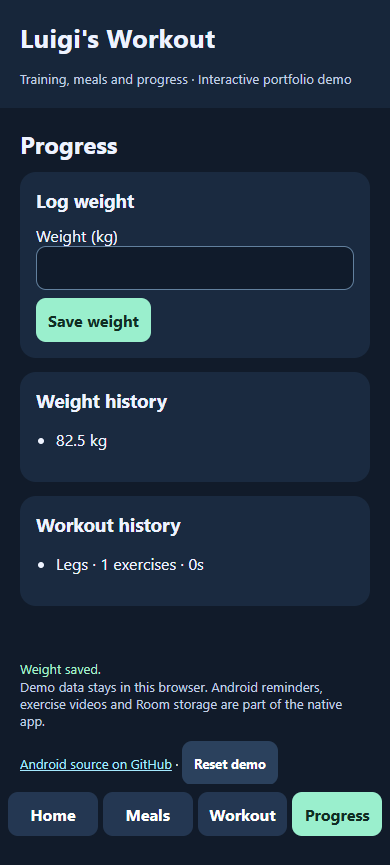 Luigi's Workout
Training, meals and progress · Interactive portfolio demo
Progress
Log weight
Weight (kg)
Save weight
Weight history
• 82.5 kg
Workout history
• Legs · 1 exercises · 0s
Weight saved.
Demo data stays in this browser. Android reminders,
exercise videos and Room storage are part of the native
app.
Android source on GitHub · Reset demo
Home Meals Workout Progress